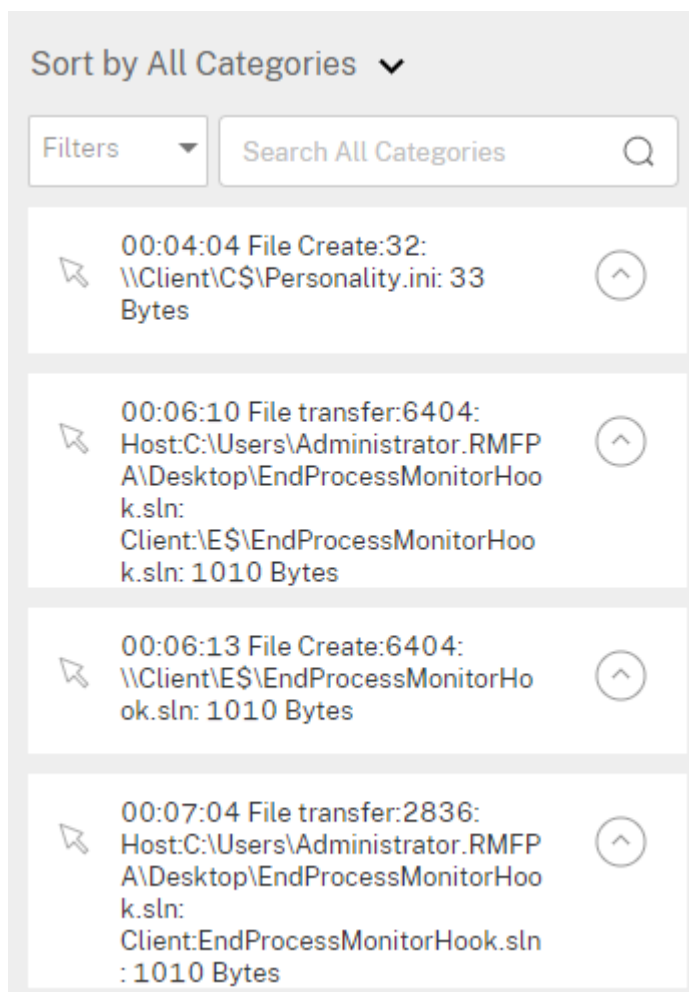 Sort by All Categories
Filters
Search All Categories
00:04:04 File Create:32:
\\Client\C$\Personality.ini: 33
Bytes
00:06:10 File transfer:6404:
Host:C:\Users\Administrator.RMFP
A\Desktop\EndProcessMonitorHoo
k.sln:
Client:\E$\EndProcessMonitorHoo
k.sln: 1010 Bytes
00:06:13 File Create:6404:
\\Client\E$\EndProcessMonitorHo
ok.sln: 1010 Bytes
00:07:04 File transfer:2836:
Host:C:\Users\Administrator.RMFP
A\Desktop\EndProcessMonitorHoo
k.sln:
Client:EndProcessMonitorHook.sln
: 1010 Bytes